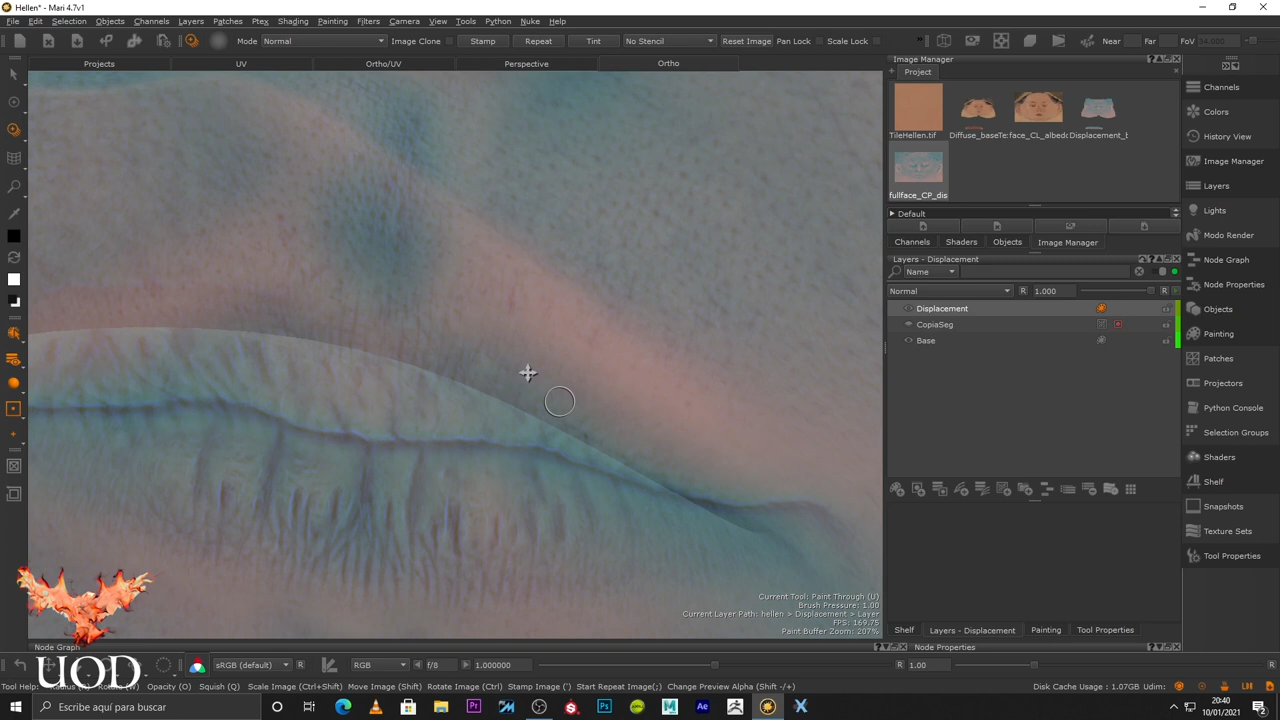 Hellen* - Mari 4.7v1
File Edit Selection Objects Channels Layers Patches Ptex Shading Painting Filters Camera View Tools Python Nuke Help
Mode Normal Image Clone Stamp Repeat Tint No Stencil Reset Image Pan Lock Scale Lock » Near Far FoV 24.000
Projects UV Ortho/UV Perspective Ortho
Image Manager
Project
TileHellen.tif Diffuse_baseTe: face_CL_albedo Displacement_b
fullface_CP_dis
Default
Channels Shaders Objects Image Manager
Layers - Displacement
Name
Normal R 1.000 R
Displacement
CopiaSeg
Base
Channels
Colors
History View
Image Manager
Layers
Lights
Modo Render
Node Graph
Node Properties
Objects
Painting
Patches
Projectors
Python Console
Selection Groups
Shaders
Shelf
Snapshots
Texture Sets
Tool Properties
Current Tool: Paint Through (U)
Brush Pressure: 1.00
Current Layer Path: hellen > Displacement > Layer
FPS: 169.75
Paint Buffer Zoom: 207%
Shelf Layers - Displacement Painting Tool Properties
Node Graph Node Properties
UOD
sRGB (default) R RGB f/8 1.000000 R 1.00 R
Tool Help: Radius (R) Rotate (W) Opacity (O) Squish (Q) Scale Image (Ctrl+Shift) Move Image (Shift) Rotate Image (Ctrl) Stamp Image (') Start Repeat Image(;) Change Preview Alpha (Shift -/+) Disk Cache Usage : 1.07GB Udim:
Escribe aquí para buscar
20:40
10/01/2021